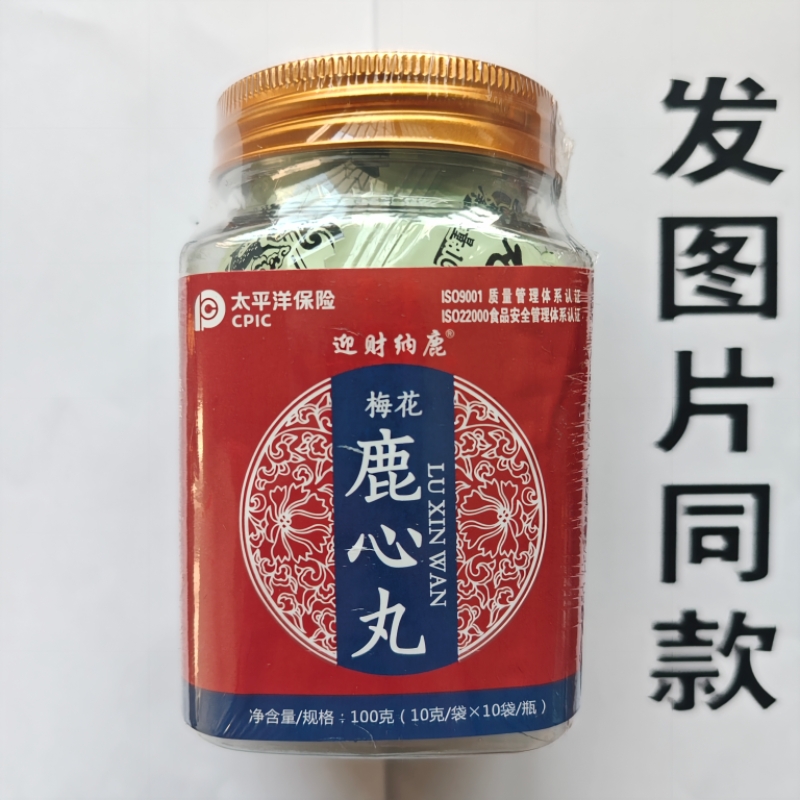 太平洋保险
CPIC
ISO9001 质量管理体系认证
ISO22000食品安全管理体系认证
迎财纳鹿®
梅花
鹿心丸
LU XIN WAN
净含量/规格：100克（10克/袋×10袋/瓶）
发图片同款